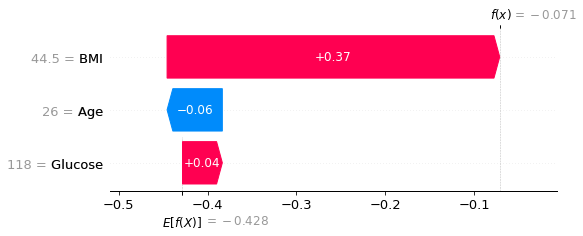 f(x) = −0.071
44.5 = BMI
+0.37
26 = Age
−0.06
118 = Glucose
+0.04
−0.5 −0.4 −0.3 −0.2 −0.1
E[f(X)] = −0.428